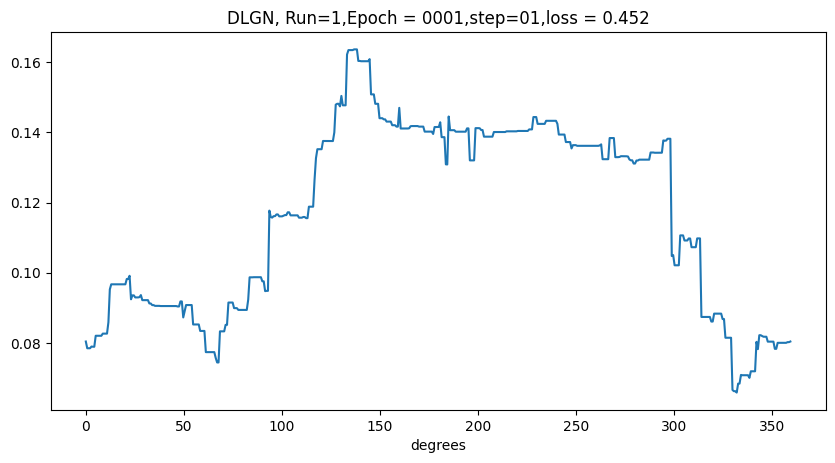 DLGN, Run=1,Epoch = 0001,step=01,loss = 0.452
0.16
0.14
0.12
0.10
0.08
0 50 100 150 200 250 300 350
degrees